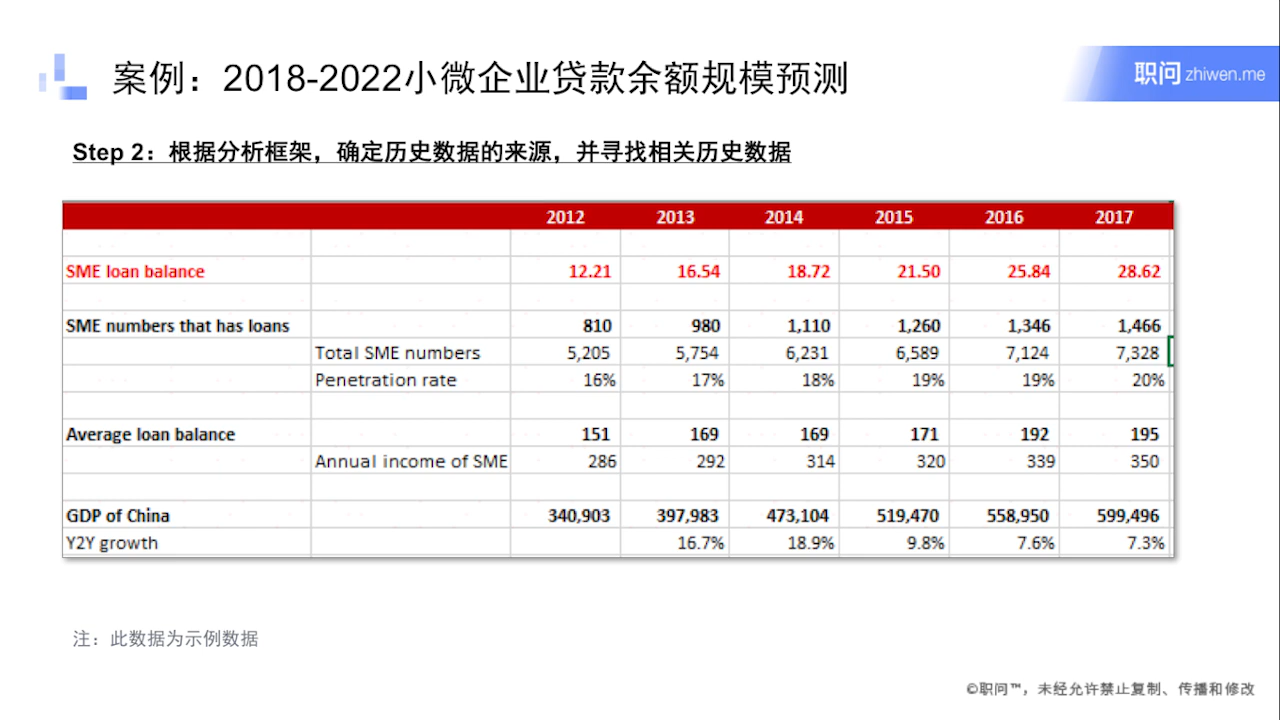 案例：2018-2022小微企业贷款余额规模预测
职问 zhiwen.me
Step 2：根据分析框架，确定历史数据的来源，并寻找相关历史数据
2012 2013 2014 2015 2016 2017
SME loan balance 12.21 16.54 18.72 21.50 25.84 28.62
SME numbers that has loans 810 980 1,110 1,260 1,346 1,466
Total SME numbers 5,205 5,754 6,231 6,589 7,124 7,328
Penetration rate 16% 17% 18% 19% 19% 20%
Average loan balance 151 169 169 171 192 195
Annual income of SME 286 292 314 320 339 350
GDP of China 340,903 397,983 473,104 519,470 558,950 599,496
Y2Y growth 16.7% 18.9% 9.8% 7.6% 7.3%
注：此数据为示例数据
©职问™，未经允许禁止复制、传播和修改